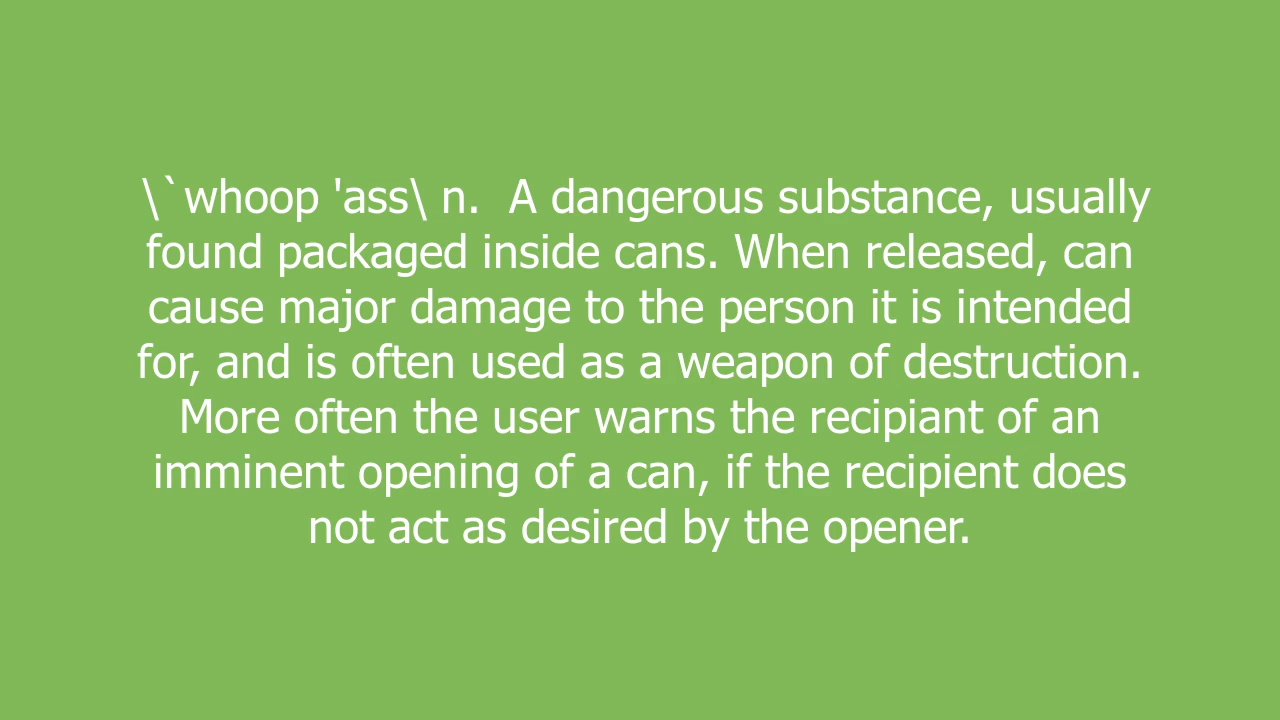 \`whoop 'ass\ n.  A dangerous substance, usually
found packaged inside cans. When released, can
cause major damage to the person it is intended
for, and is often used as a weapon of destruction.
More often the user warns the recipiant of an
imminent opening of a can, if the recipient does
not act as desired by the opener.